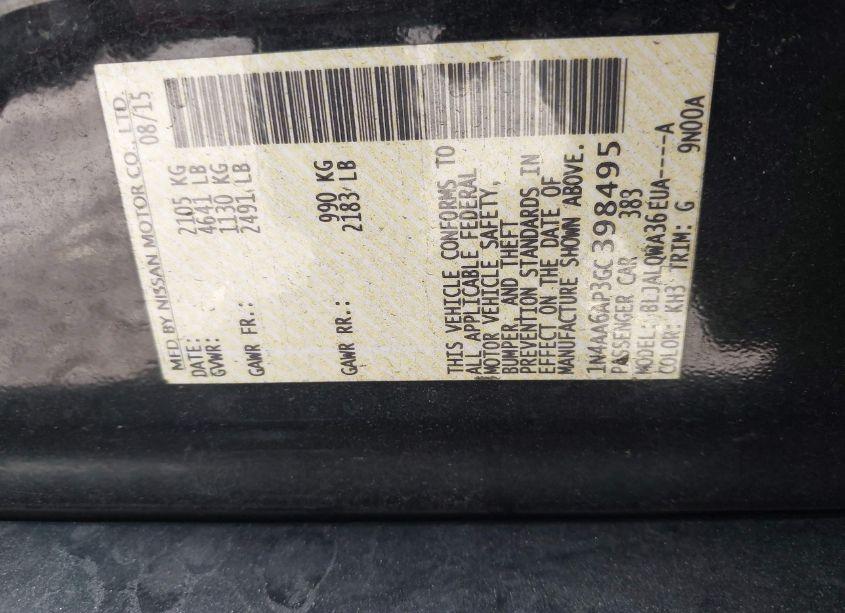 MFD BY NISSAN MOTOR CO., LTD.
DATE: 08/15
GVWR: 2105 KG
4641 LB
GAWR FR.: 1130 KG
2491 LB
GAWR RR.: 990 KG
2183 LB
THIS VEHICLE CONFORMS TO
ALL APPLICABLE FEDERAL
MOTOR VEHICLE SAFETY,
BUMPER, AND THEFT
PREVENTION STANDARDS IN
EFFECT ON THE DATE OF
MANUFACTURE SHOWN ABOVE.
1N4AA6AP3GC398495
PASSENGER CAR 383
MODEL: BLJALQWA36EUA----A
COLOR: KH3 TRIM: G 9N00A